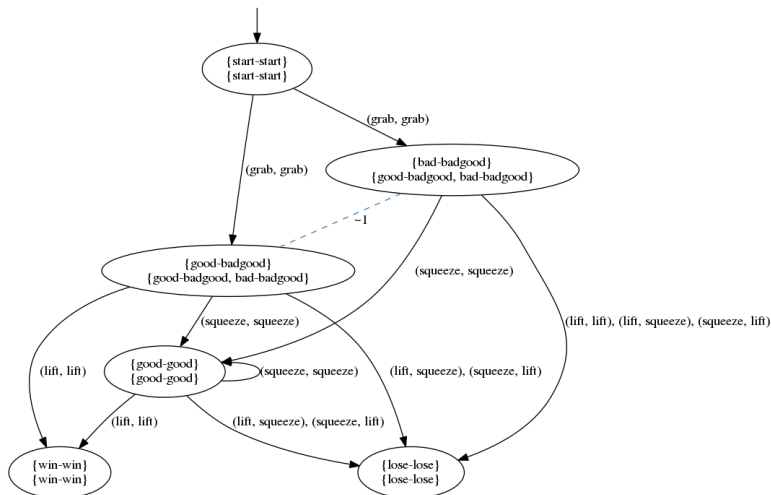 {start-start}
{start-start}
(grab, grab)
{bad-badgood}
{good-badgood, bad-badgood}
(grab, grab)
~1
{good-badgood}
{good-badgood, bad-badgood}
(squeeze, squeeze)
(squeeze, squeeze)
(lift, lift), (lift, squeeze), (squeeze, lift)
(lift, lift)
{good-good}
{good-good}
(squeeze, squeeze)
(lift, squeeze), (squeeze, lift)
(lift, lift)
(lift, squeeze), (squeeze, lift)
{win-win}
{win-win}
{lose-lose}
{lose-lose}